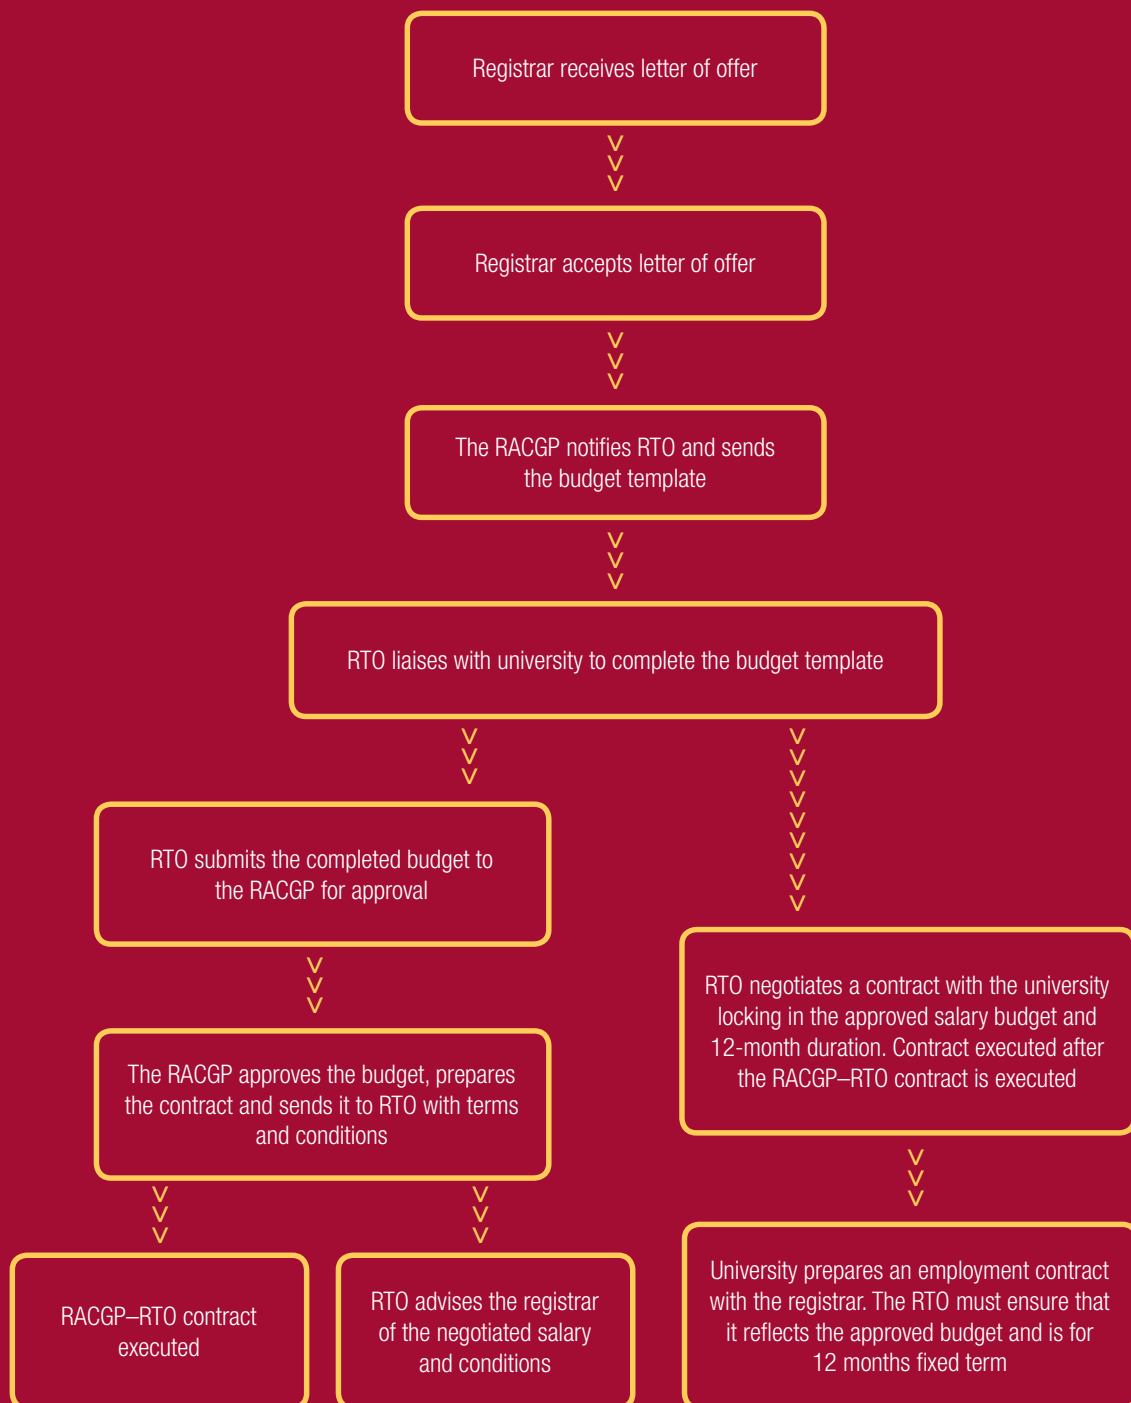 Registrar receives letter of offer
Registrar accepts letter of offer
The RACGP notifies RTO and sends
the budget template
RTO liaises with university to complete the budget template
RTO submits the completed budget to
the RACGP for approval
RTO negotiates a contract with the university
locking in the approved salary budget and
12-month duration. Contract executed after
the RACGP–RTO contract is executed
The RACGP approves the budget, prepares
the contract and sends it to RTO with terms
and conditions
RACGP–RTO contract
executed
RTO advises the registrar
of the negotiated salary
and conditions
University prepares an employment contract
with the registrar. The RTO must ensure that
it reflects the approved budget and is for
12 months fixed term